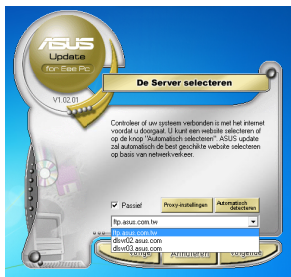 ASUS
Update
for Eee Pc
V1.02.01
De Server selecteren
Controleer of uw systeem verbonden is met het internet
voordat u doorgaat. U kunt een website selecteren of
op de knop "Automatisch selecteren". ASUS update
zal automatisch de best geschikte website selecteren
op basis van netwerkverkeer.
Passief
Proxy-instellingen
Automatisch
detecteren
ftp.asus.com.tw
ftp.asus.com.tw
dlsvr02.asus.com
dlsvr03.asus.com
Vorige
Annuleren
Volgende